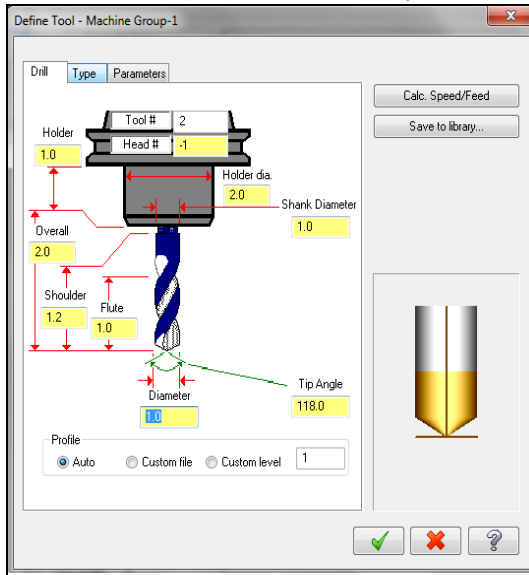 Define Tool - Machine Group-1
Drill Type Parameters
Calc. Speed/Feed
Save to library...
Tool # 2
Head # -1
Holder
1.0
Holder dia.
2.0
Shank Diameter
1.0
Overall
2.0
Shoulder
1.2
Flute
1.0
Tip Angle
118.0
Diameter
1.0
Profile
Auto Custom file Custom level 1
?